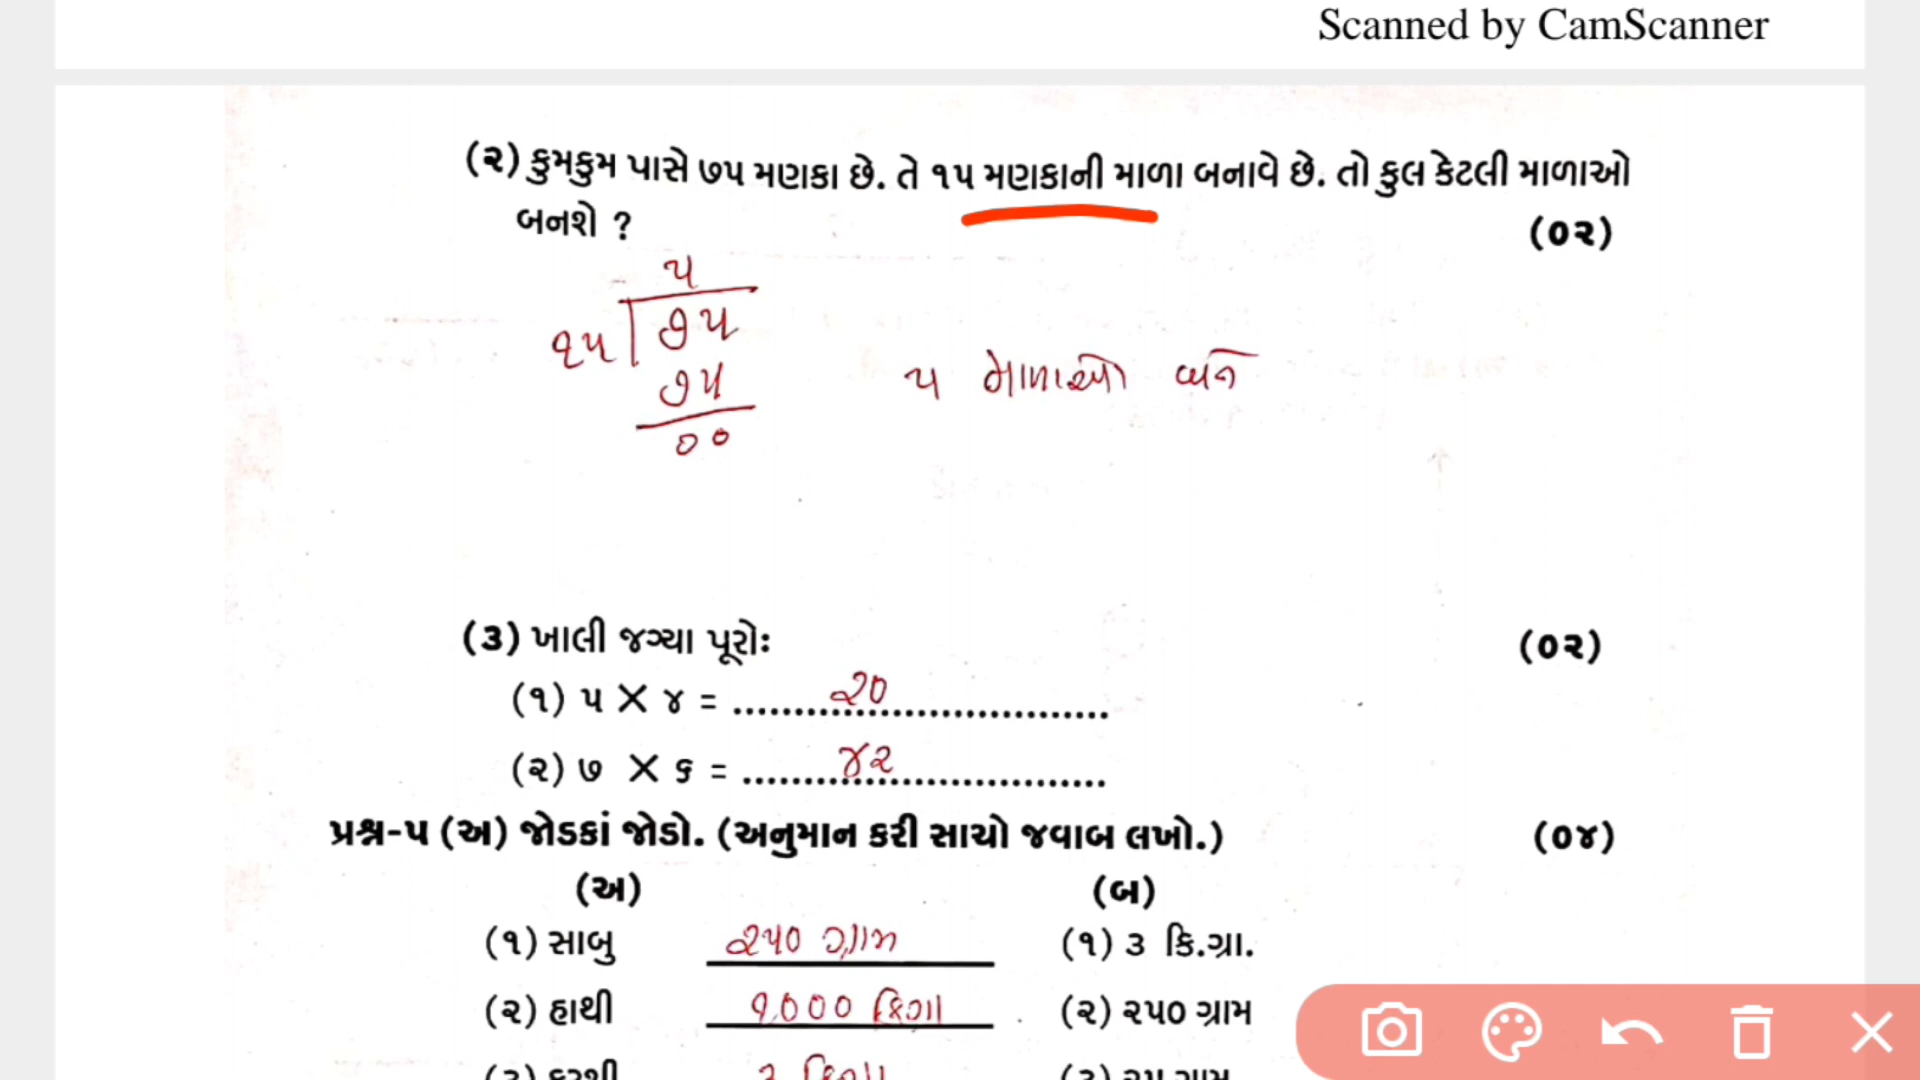 Scanned by CamScanner
(૨) કુમકુમ પાસે ૭૫ મણકા છે. તે ૧૫ મણકાની માળા બનાવે છે. તો કુલ કેટલી માળાઓ
બનશે ? (૦૨)
૫
૧૫ ૭૫
૭૫
૦૦
૫ માળાઓ બને
(૩) ખાલી જગ્યા પૂરોઃ (૦૨)
(૧) ૫ X ૪ = .............................. ૨૦
(૨) ૭ X ૬ = .............................. ૪૨
પ્રશ્ન-૫ (અ) જોડકાં જોડો. (અનુમાન કરી સાચો જવાબ લખો.) (૦૪)
(અ) (બ)
(૧) સાબુ ૨૫૦ ગ્રામ (૧) ૩ કિ.ગ્રા.
(૨) હાથી ૧,૦૦૦ કિગ્રા (૨) ૨૫૦ ગ્રામ